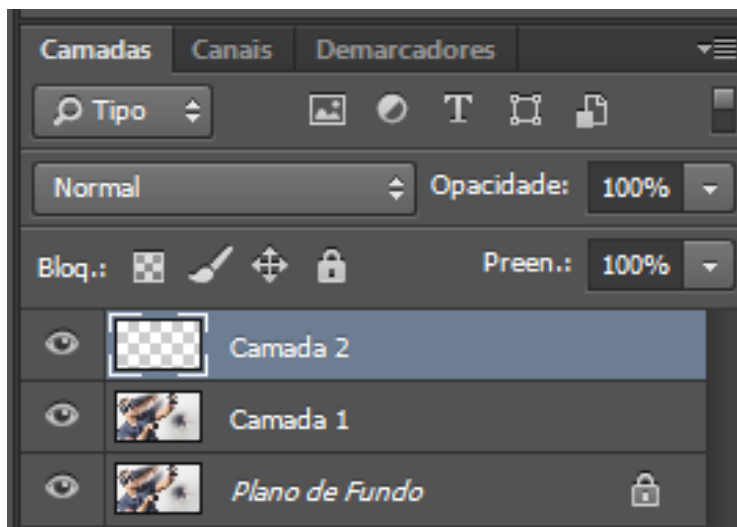 Camadas Canais Demarcadores
Tipo T
Normal Opacidade: 100%
Bloq.: Preen.: 100%
Camada 2
Camada 1
Plano de Fundo